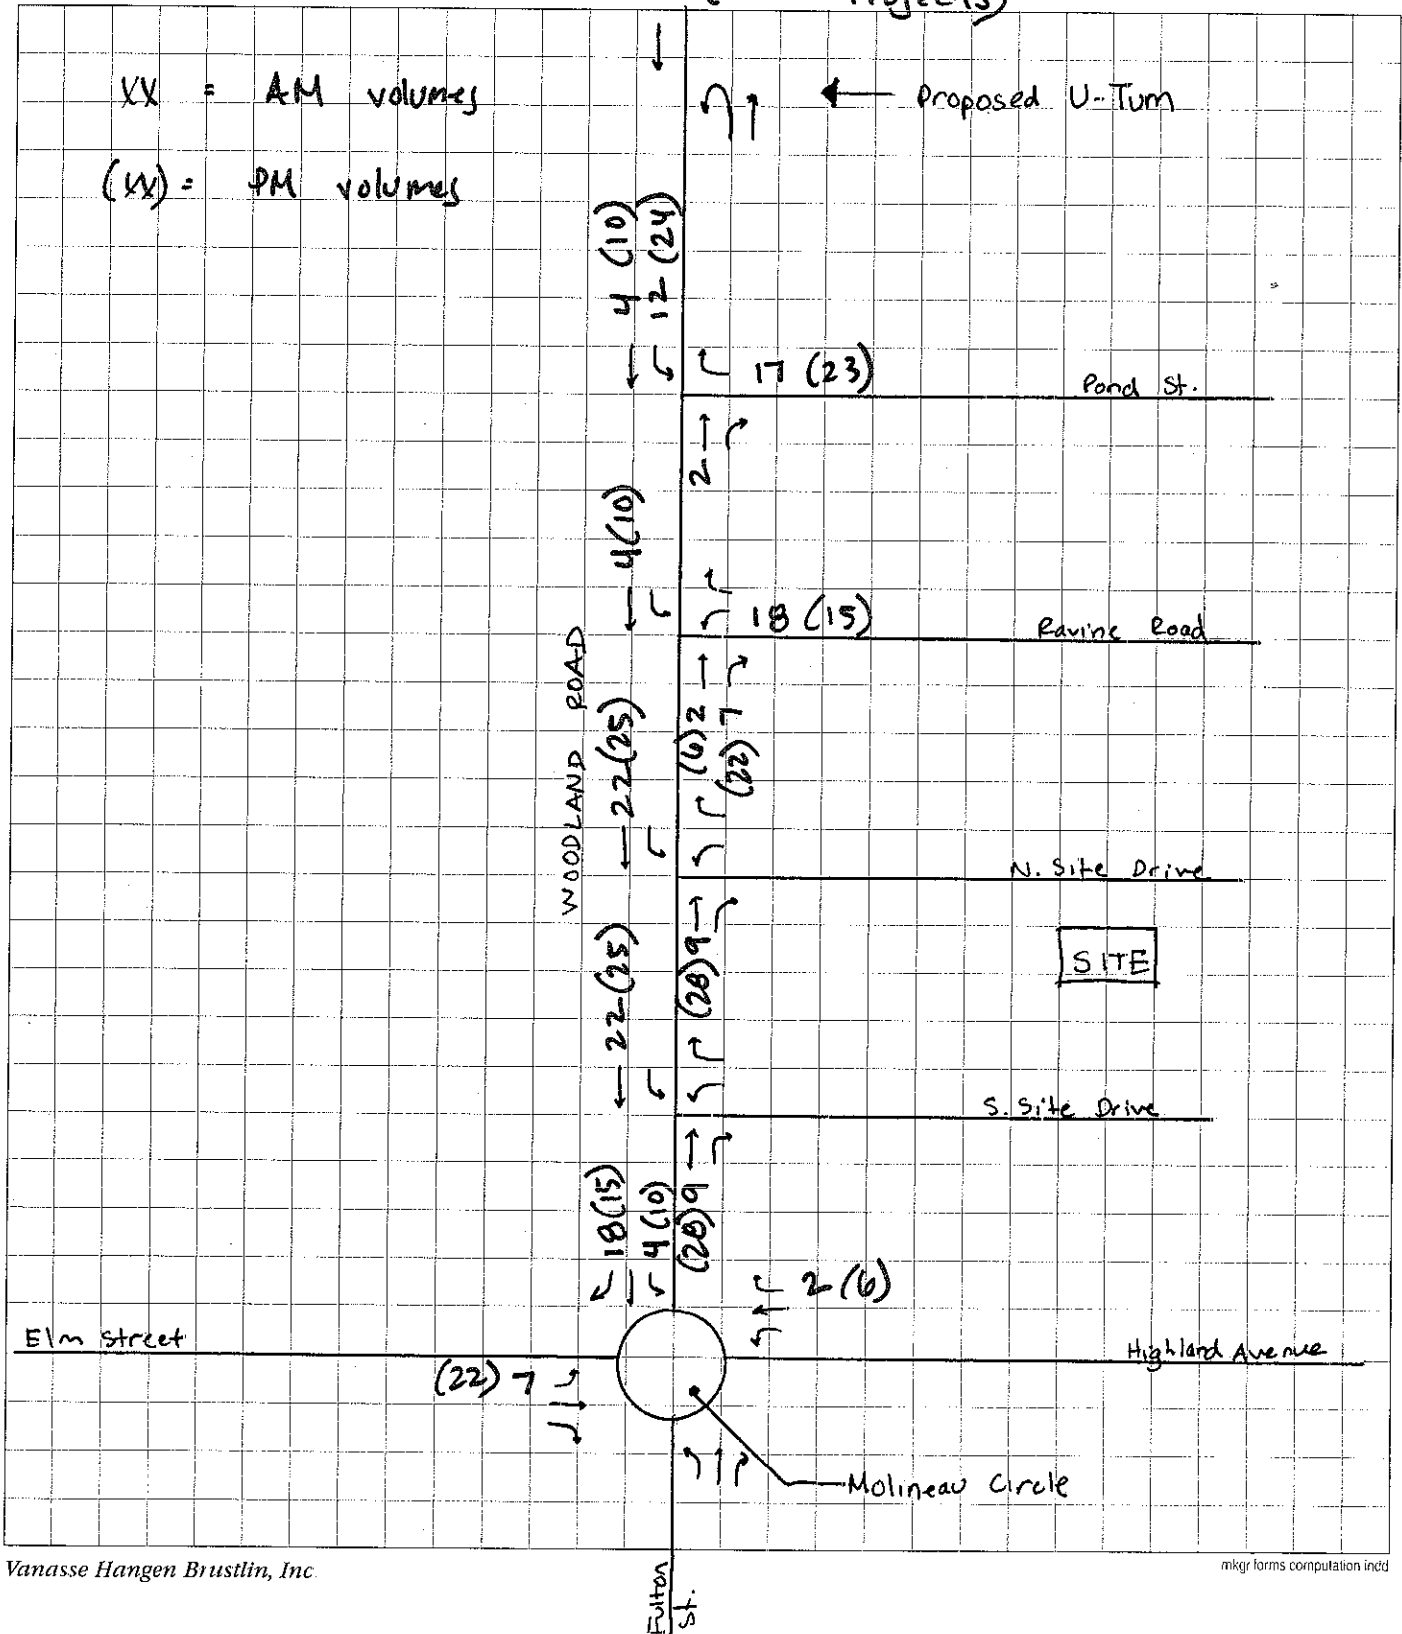 Project(s)
XX = AM volumes
← Proposed U-Turn
(XX) = PM volumes
4 (10)
12 (24)
17 (23)
Pond St.
2
4 (10)
18 (15)
Ravine Road
WOODLAND ROAD
22 (25)
(6) 2
(22) 7
N. Site Drive
22 (25)
(28) 9
SITE
S. Site Drive
18 (15)
4 (10)
(28) 9
2 (6)
Elm Street
Highland Avenue
(22) 7
Molineau Circle
Vanasse Hangen Brustlin, Inc.
mkgr forms computation indd
Fulton St.